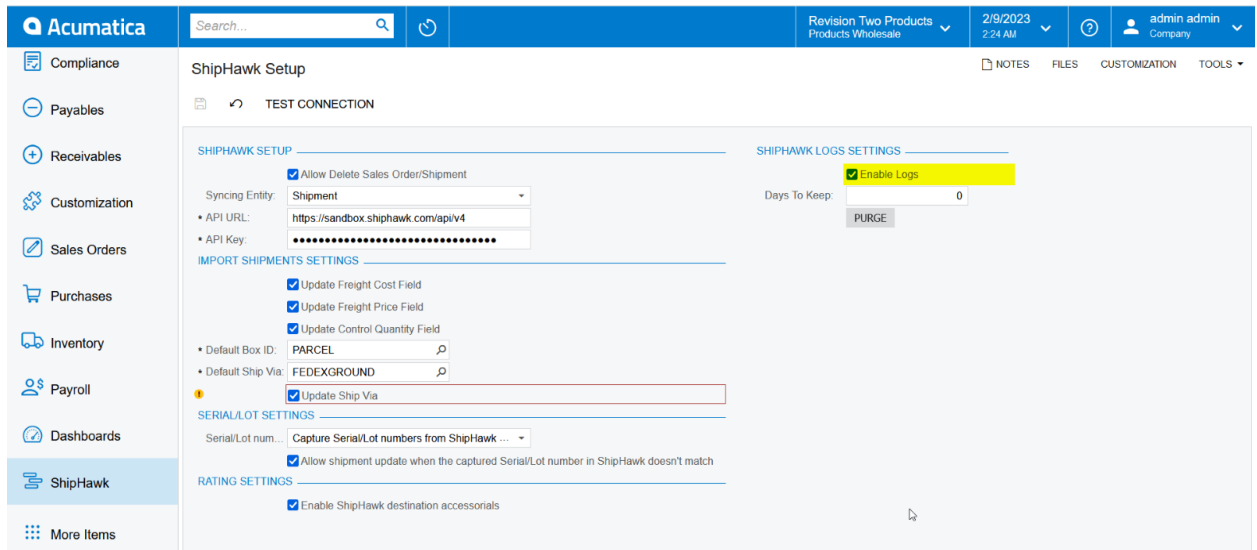 Acumatica
Search...
Revision Two Products
Products Wholesale
2/9/2023
2:24 AM
?
admin admin
Company
Compliance
Payables
Receivables
Customization
Sales Orders
Purchases
Inventory
Payroll
Dashboards
ShipHawk
More Items
ShipHawk Setup
NOTES FILES CUSTOMIZATION TOOLS
TEST CONNECTION
SHIPHAWK SETUP
Allow Delete Sales Order/Shipment
Syncing Entity: Shipment
• API URL: https://sandbox.shiphawk.com/api/v4
• API Key: ●●●●●●●●●●●●●●●●●●●●●●●●●●●●●●●●
IMPORT SHIPMENTS SETTINGS
Update Freight Cost Field
Update Freight Price Field
Update Control Quantity Field
• Default Box ID: PARCEL
• Default Ship Via: FEDEXGROUND
Update Ship Via
SERIAL/LOT SETTINGS
Serial/Lot num... Capture Serial/Lot numbers from ShipHawk ...
Allow shipment update when the captured Serial/Lot number in ShipHawk doesn't match
RATING SETTINGS
Enable ShipHawk destination accessorials
SHIPHAWK LOGS SETTINGS
Enable Logs
Days To Keep: 0
PURGE